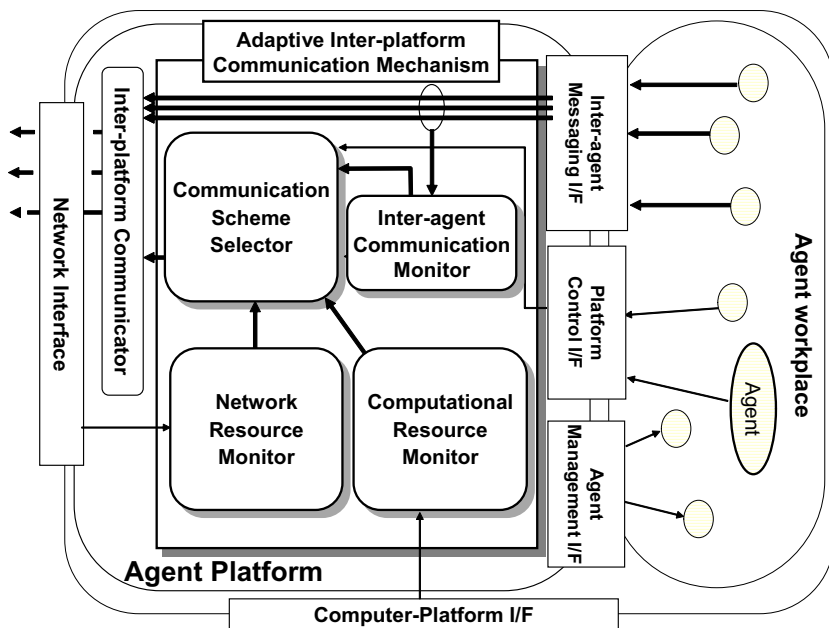 Adaptive Inter-platform
Communication Mechanism
Inter-agent
Messaging I/F
Inter-platform Communicator
Network Interface
Communication
Scheme
Selector
Inter-agent
Communication
Monitor
Platform
Control I/F
Agent workplace
Agent
Network
Resource
Monitor
Computational
Resource
Monitor
Agent
Management I/F
Agent Platform
Computer-Platform I/F